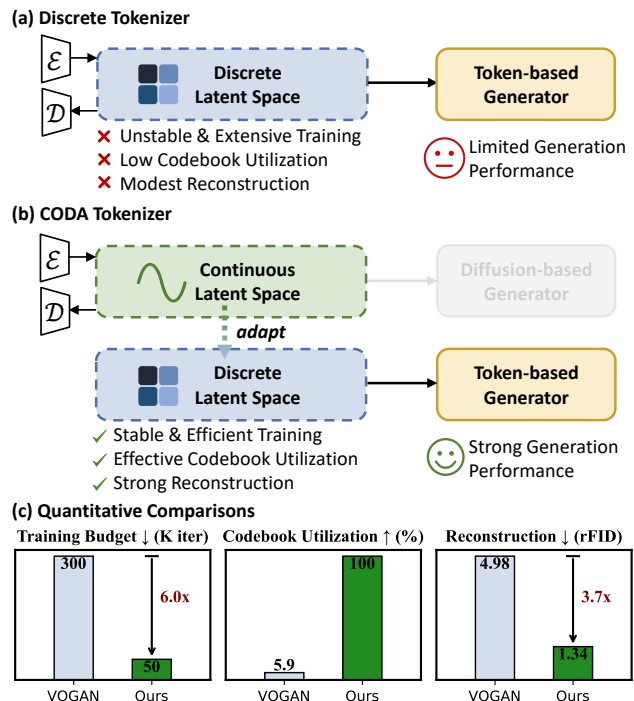 (a) Discrete Tokenizer
ℰ
𝒟
Discrete
Latent Space
Token-based
Generator
Unstable & Extensive Training
Low Codebook Utilization
Modest Reconstruction
Limited Generation
Performance
(b) CODA Tokenizer
ℰ
𝒟
Continuous
Latent Space
Diffusion-based
Generator
adapt
Discrete
Latent Space
Token-based
Generator
Stable & Efficient Training
Effective Codebook Utilization
Strong Reconstruction
Strong Generation
Performance
(c) Quantitative Comparisons
Training Budget ↓ (K iter)
300
6.0x
50
VOGAN Ours
Codebook Utilization ↑ (%)
100
5.9
VOGAN Ours
Reconstruction ↓ (rFID)
4.98
3.7x
1.34
VOGAN Ours